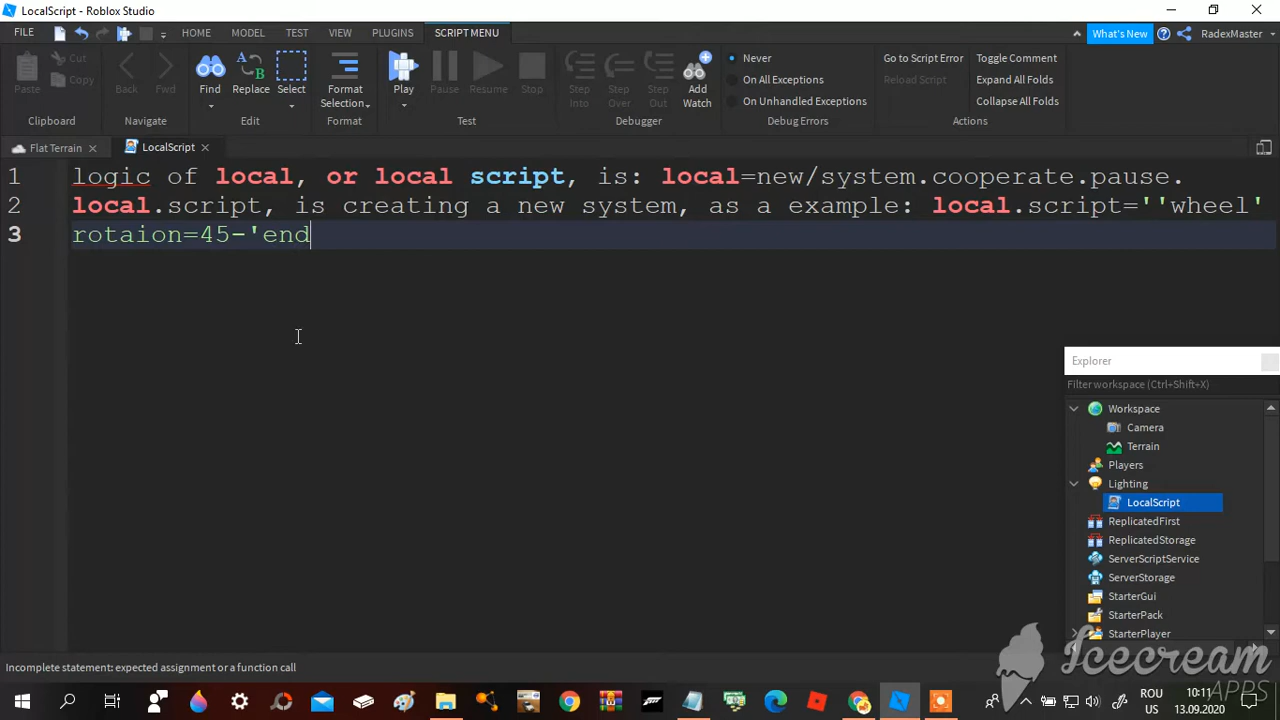 LocalScript - Roblox Studio
FILE HOME MODEL TEST VIEW PLUGINS SCRIPT MENU What's New RadexMaster
Cut Never Go to Script Error Toggle Comment
Copy On All Exceptions Reload Script Expand All Folds
Paste Back Fwd Find Replace Select Format Selection Play Pause Resume Stop Step Into Step Over Step Out Add Watch On Unhandled Exceptions Collapse All Folds
Clipboard Navigate Edit Format Test Debugger Debug Errors Actions
Flat Terrain LocalScript
1 logic of local, or local script, is: local=new/system.cooperate.pause.
2 local.script, is creating a new system, as a example: local.script=''wheel'
3 rotaion=45-'end
Explorer
Filter workspace (Ctrl+Shift+X)
Workspace
Camera
Terrain
Players
Lighting
LocalScript
ReplicatedFirst
ReplicatedStorage
ServerScriptService
ServerStorage
StarterGui
StarterPack
StarterPlayer
Incomplete statement: expected assignment or a function call
Icecream
APPS
ROU 10:11
US 13.09.2020